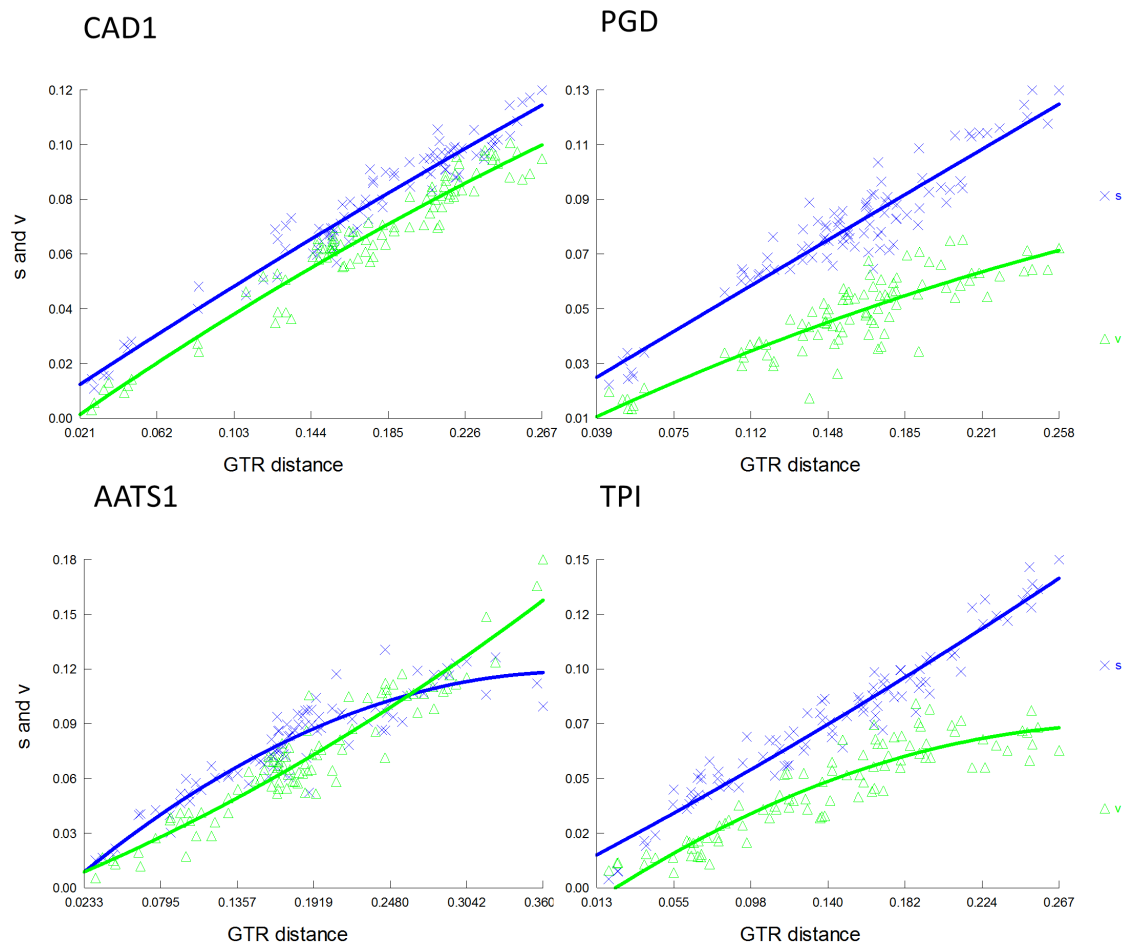 CAD1
PGD
s and v
0.12
0.10
0.08
0.06
0.04
0.02
0.00
0.021 0.062 0.103 0.144 0.185 0.226 0.267
GTR distance
0.13
0.11
0.09
0.07
0.05
0.03
0.01
0.039 0.075 0.112 0.148 0.185 0.221 0.258
GTR distance
s
v
AATS1
TPI
s and v
0.18
0.15
0.12
0.09
0.06
0.03
0.00
0.0233 0.0795 0.1357 0.1919 0.2480 0.3042 0.360
GTR distance
0.15
0.12
0.10
0.07
0.05
0.02
0.00
0.013 0.055 0.098 0.140 0.182 0.224 0.267
GTR distance
s
v